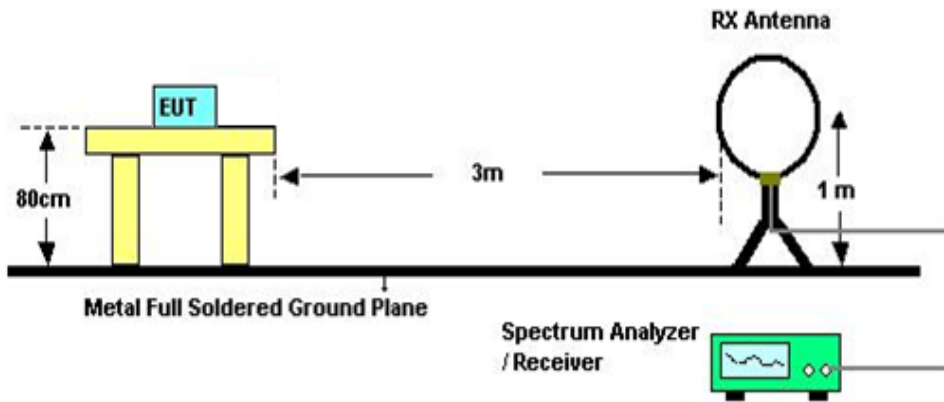 RX Antenna
EUT
3m
80cm
1 m
Metal Full Soldered Ground Plane
Spectrum Analyzer
/ Receiver